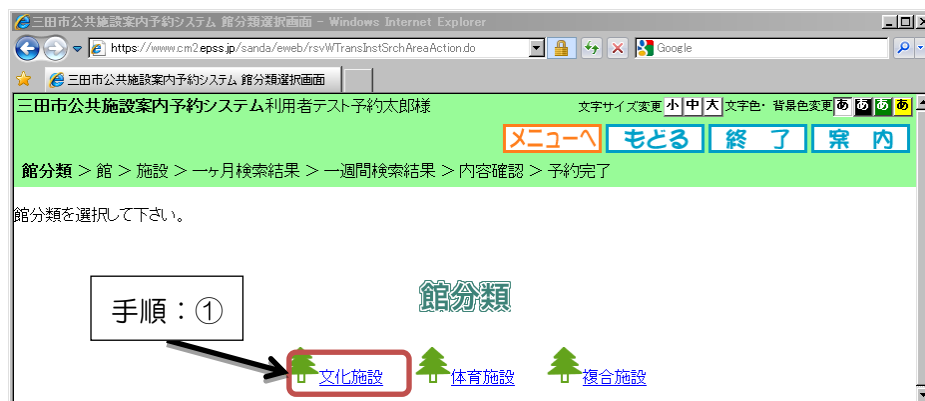 三田市公共施設案内予約システム 館分類選択画面 - Windows Internet Explorer
https://www.cm2.epss.jp/sanda/eweb/rsvWTransInstSrchAreaAction.do
Google
三田市公共施設案内予約システム 館分類選択画面
三田市公共施設案内予約システム利用者テスト予約太郎様 文字サイズ変更 小 中 大 文字色・背景色変更 あ あ あ あ
メニューへ もどる 終了 案内
館分類 > 館 > 施設 > 一ヶ月検索結果 > 一週間検索結果 > 内容確認 > 予約完了
館分類を選択して下さい。
館分類
手順:①
文化施設 体育施設 複合施設